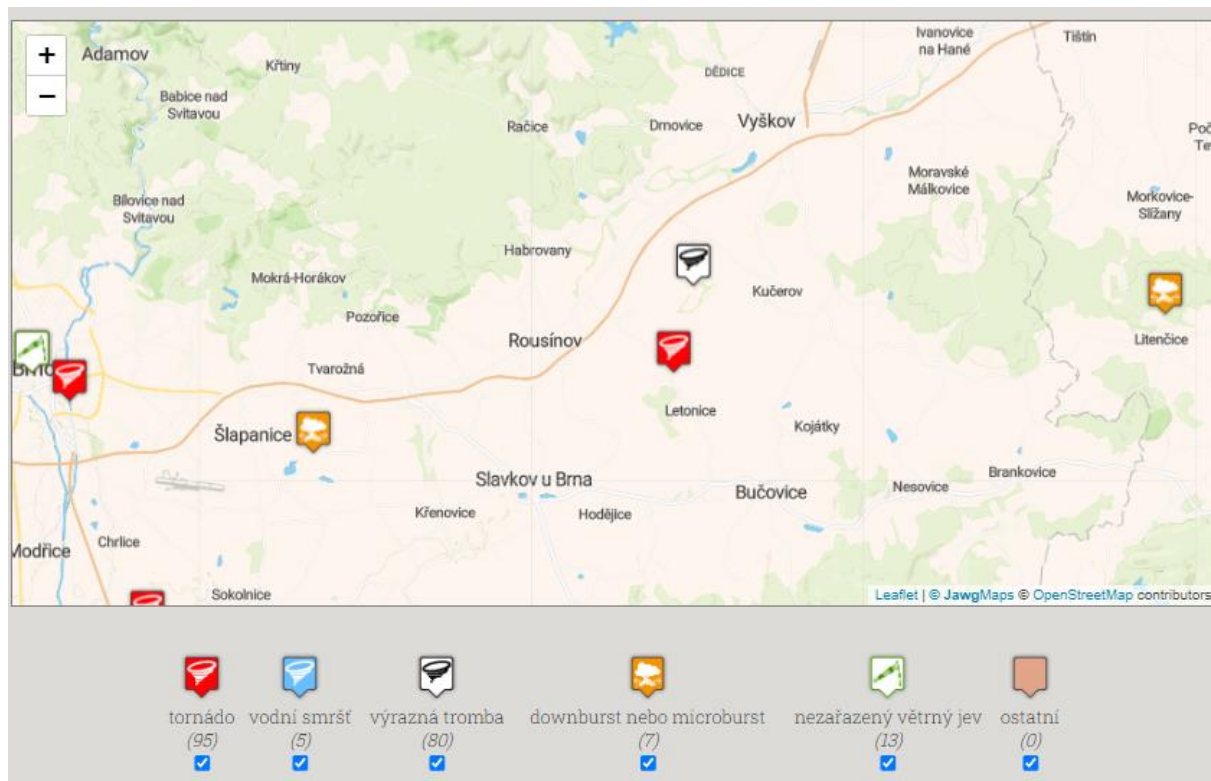 +
−
Adamov
Křtiny
Ivanovice
na Hané
Tištín
DĚDICE
Babice nad
Svitavou
Račice
Drnovice
Vyškov
Moravské
Málkovice
Bílovice nad
Svitavou
Morkovice-
Slížany
Habrovany
Mokrá-Horákov
Kučerov
Pozořice
Rousínov
Litenčice
Tvarožná
Letonice
Šlapanice
Kojátky
Slavkov u Brna
Bučovice
Nesovice
Brankovice
Křenovice
Hodějice
Modřice
Chrlice
Sokolnice
Leaflet | © JawgMaps © OpenStreetMap contributors
tornádo vodní smršť výrazná tromba downburst nebo microburst nezařazený větrný jev ostatní
(95) (5) (80) (7) (13) (0)